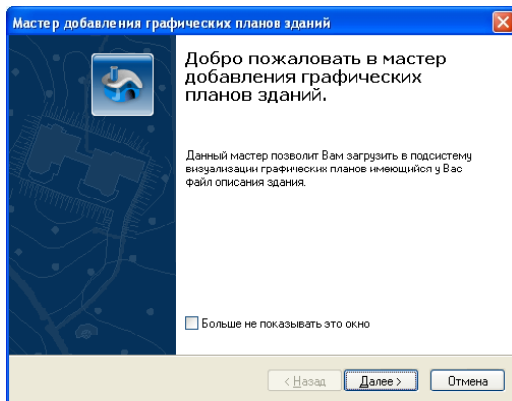 Мастер добавления графических планов зданий
Добро пожаловать в мастер
добавления графических
планов зданий.
Данный мастер позволит Вам загрузить в подсистему
визуализации графических планов имеющийся у Вас
файл описания здания.
Больше не показывать это окно
< Назад
Далее >
Отмена